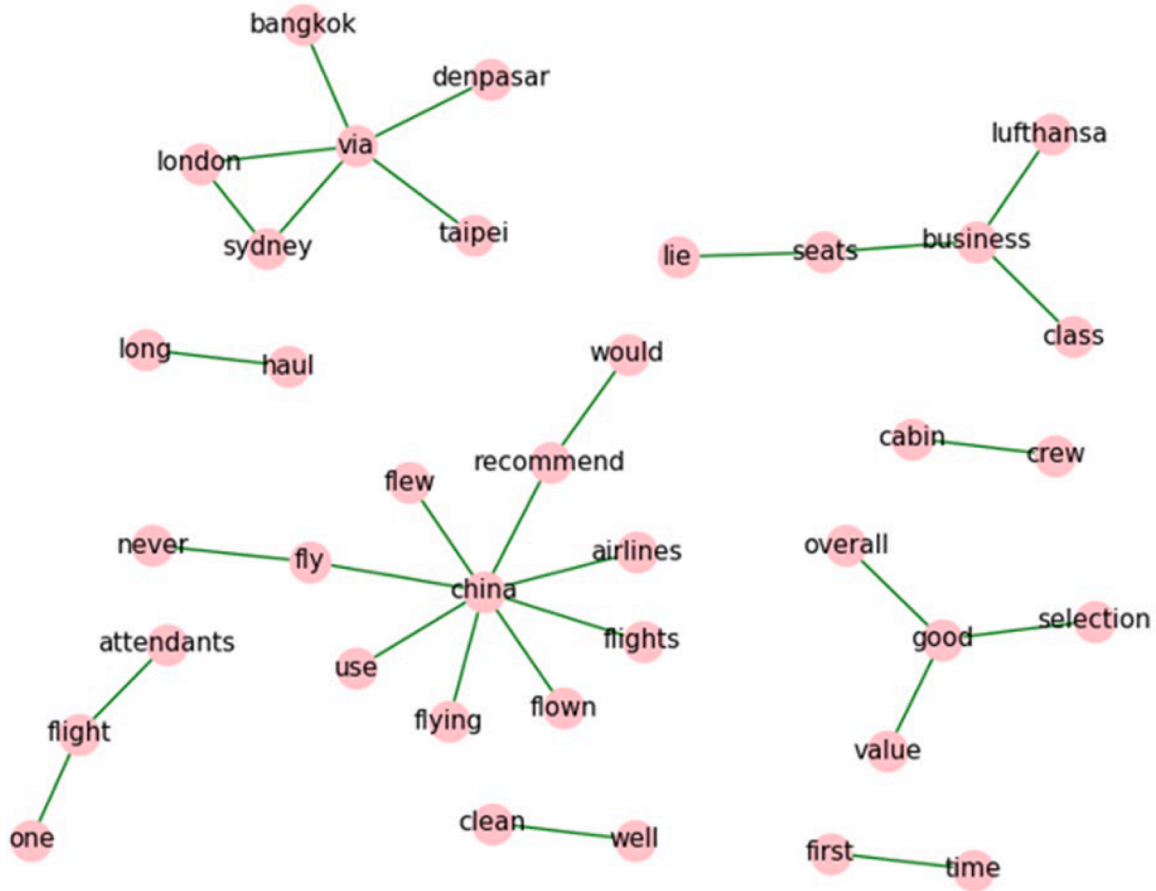 bangkok
denpasar
via
london
sydney
taipei
lufthansa
business
seats
lie
class
long
haul
would
recommend
flew
never
fly
airlines
china
flights
use
flying
flown
cabin
crew
overall
selection
good
value
attendants
flight
one
clean
well
first
time